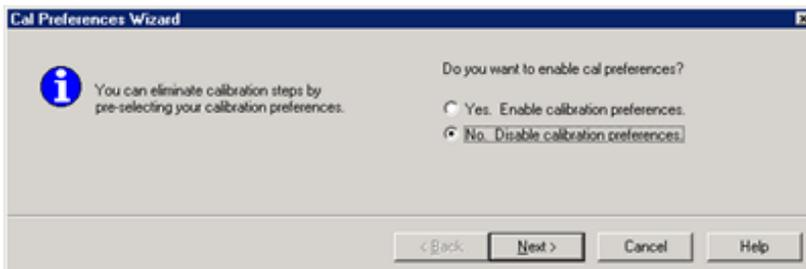 Cal Preferences Wizard
You can eliminate calibration steps by
pre-selecting your calibration preferences.
Do you want to enable cal preferences?
Yes. Enable calibration preferences.
No. Disable calibration preferences.
< Back
Next >
Cancel
Help